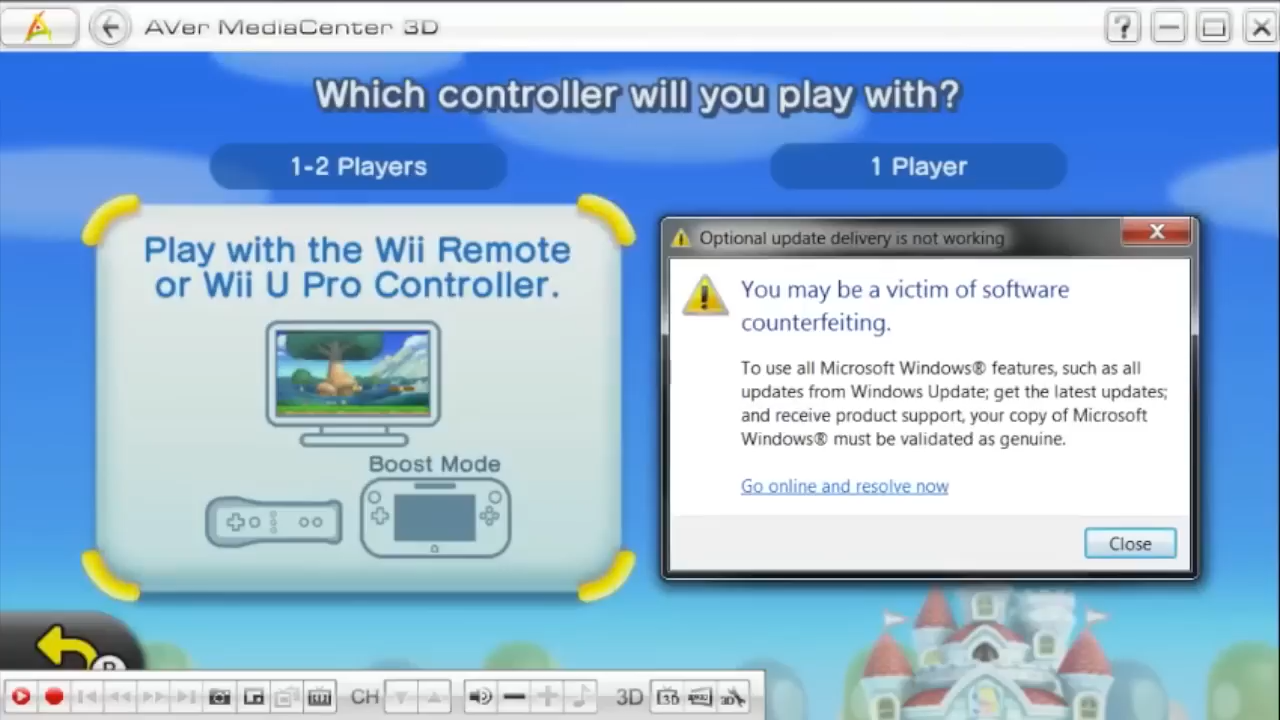 AVer MediaCenter 3D
Which controller will you play with?
1-2 Players
1 Player
Play with the Wii Remote
or Wii U Pro Controller.
Boost Mode
Optional update delivery is not working
You may be a victim of software
counterfeiting.
To use all Microsoft Windows® features, such as all
updates from Windows Update; get the latest updates;
and receive product support, your copy of Microsoft
Windows® must be validated as genuine.
Go online and resolve now
Close
CH
3D